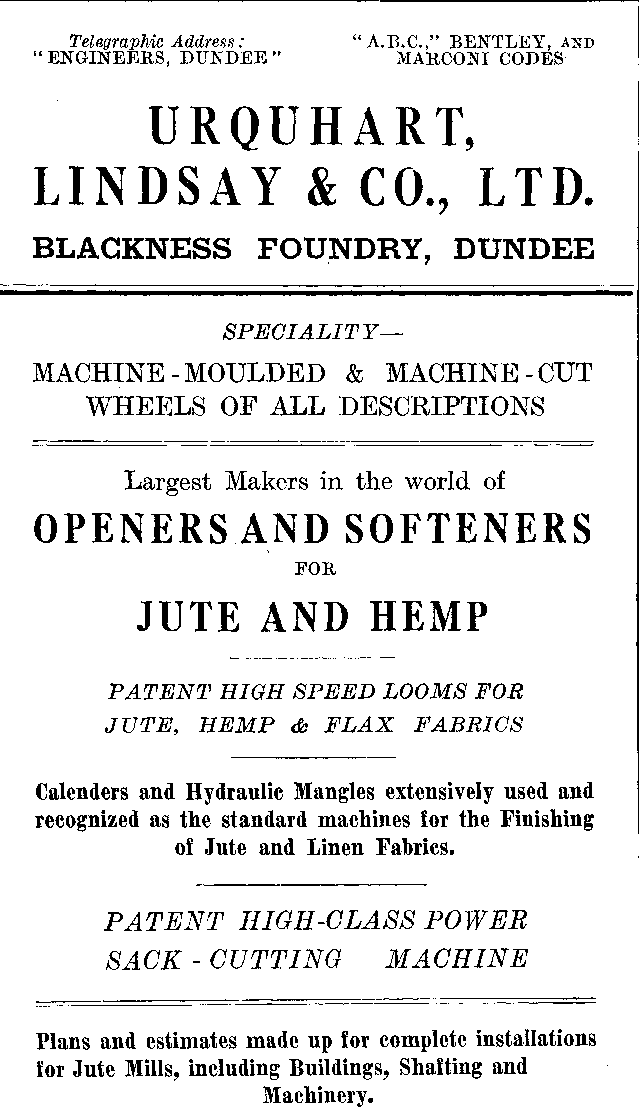 Telegraphic Address:
"ENGINEERS, DUNDEE"
"A.B.C.," BENTLEY, AND
MARCONI CODES
URQUHART,
LINDSAY & CO., LTD.
BLACKNESS FOUNDRY, DUNDEE
SPECIALITY—
MACHINE-MOULDED & MACHINE-CUT
WHEELS OF ALL DESCRIPTIONS
Largest Makers in the world of
OPENERS AND SOFTENERS
FOR
JUTE AND HEMP
PATENT HIGH SPEED LOOMS FOR
JUTE, HEMP & FLAX FABRICS
Calenders and Hydraulic Mangles extensively used and
recognized as the standard machines for the Finishing
of Jute and Linen Fabrics.
PATENT HIGH-CLASS POWER
SACK-CUTTING MACHINE
Plans and estimates made up for complete installations
for Jute Mills, including Buildings, Shafting and
Machinery.